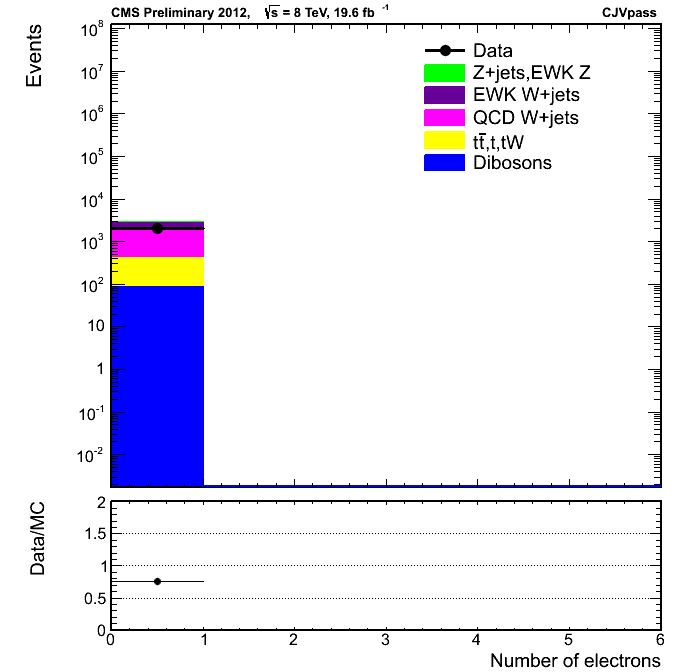 CMS Preliminary 2012, √s = 8 TeV, 19.6 fb⁻¹ CJVpass
Events
10⁸
10⁷
10⁶
10⁵
10⁴
10³
10²
10
1
10⁻¹
10⁻²
Data
Z+jets,EWK Z
EWK W+jets
QCD W+jets
tt̅,t,tW
Dibosons
Data/MC
2
1.5
1
0.5
0
0 1 2 3 4 5 6
Number of electrons